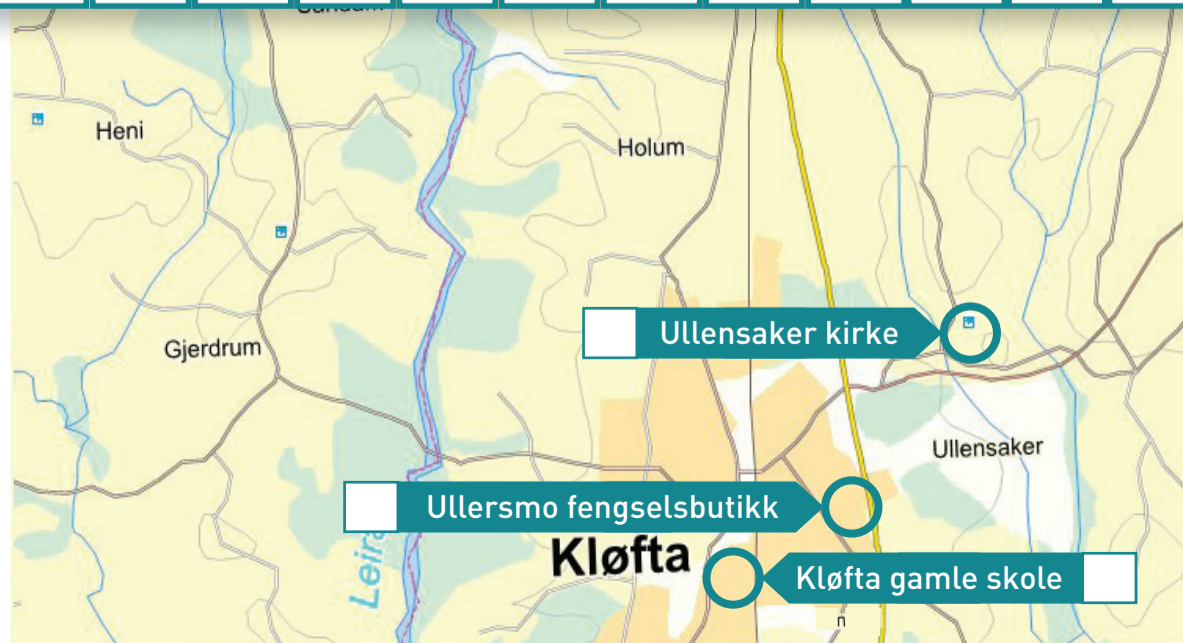 Heni
Holum
Ullensaker kirke
Gjerdrum
Ullensaker
Ullersmo fengselsbutikk
Kløfta
Kløfta gamle skole
n